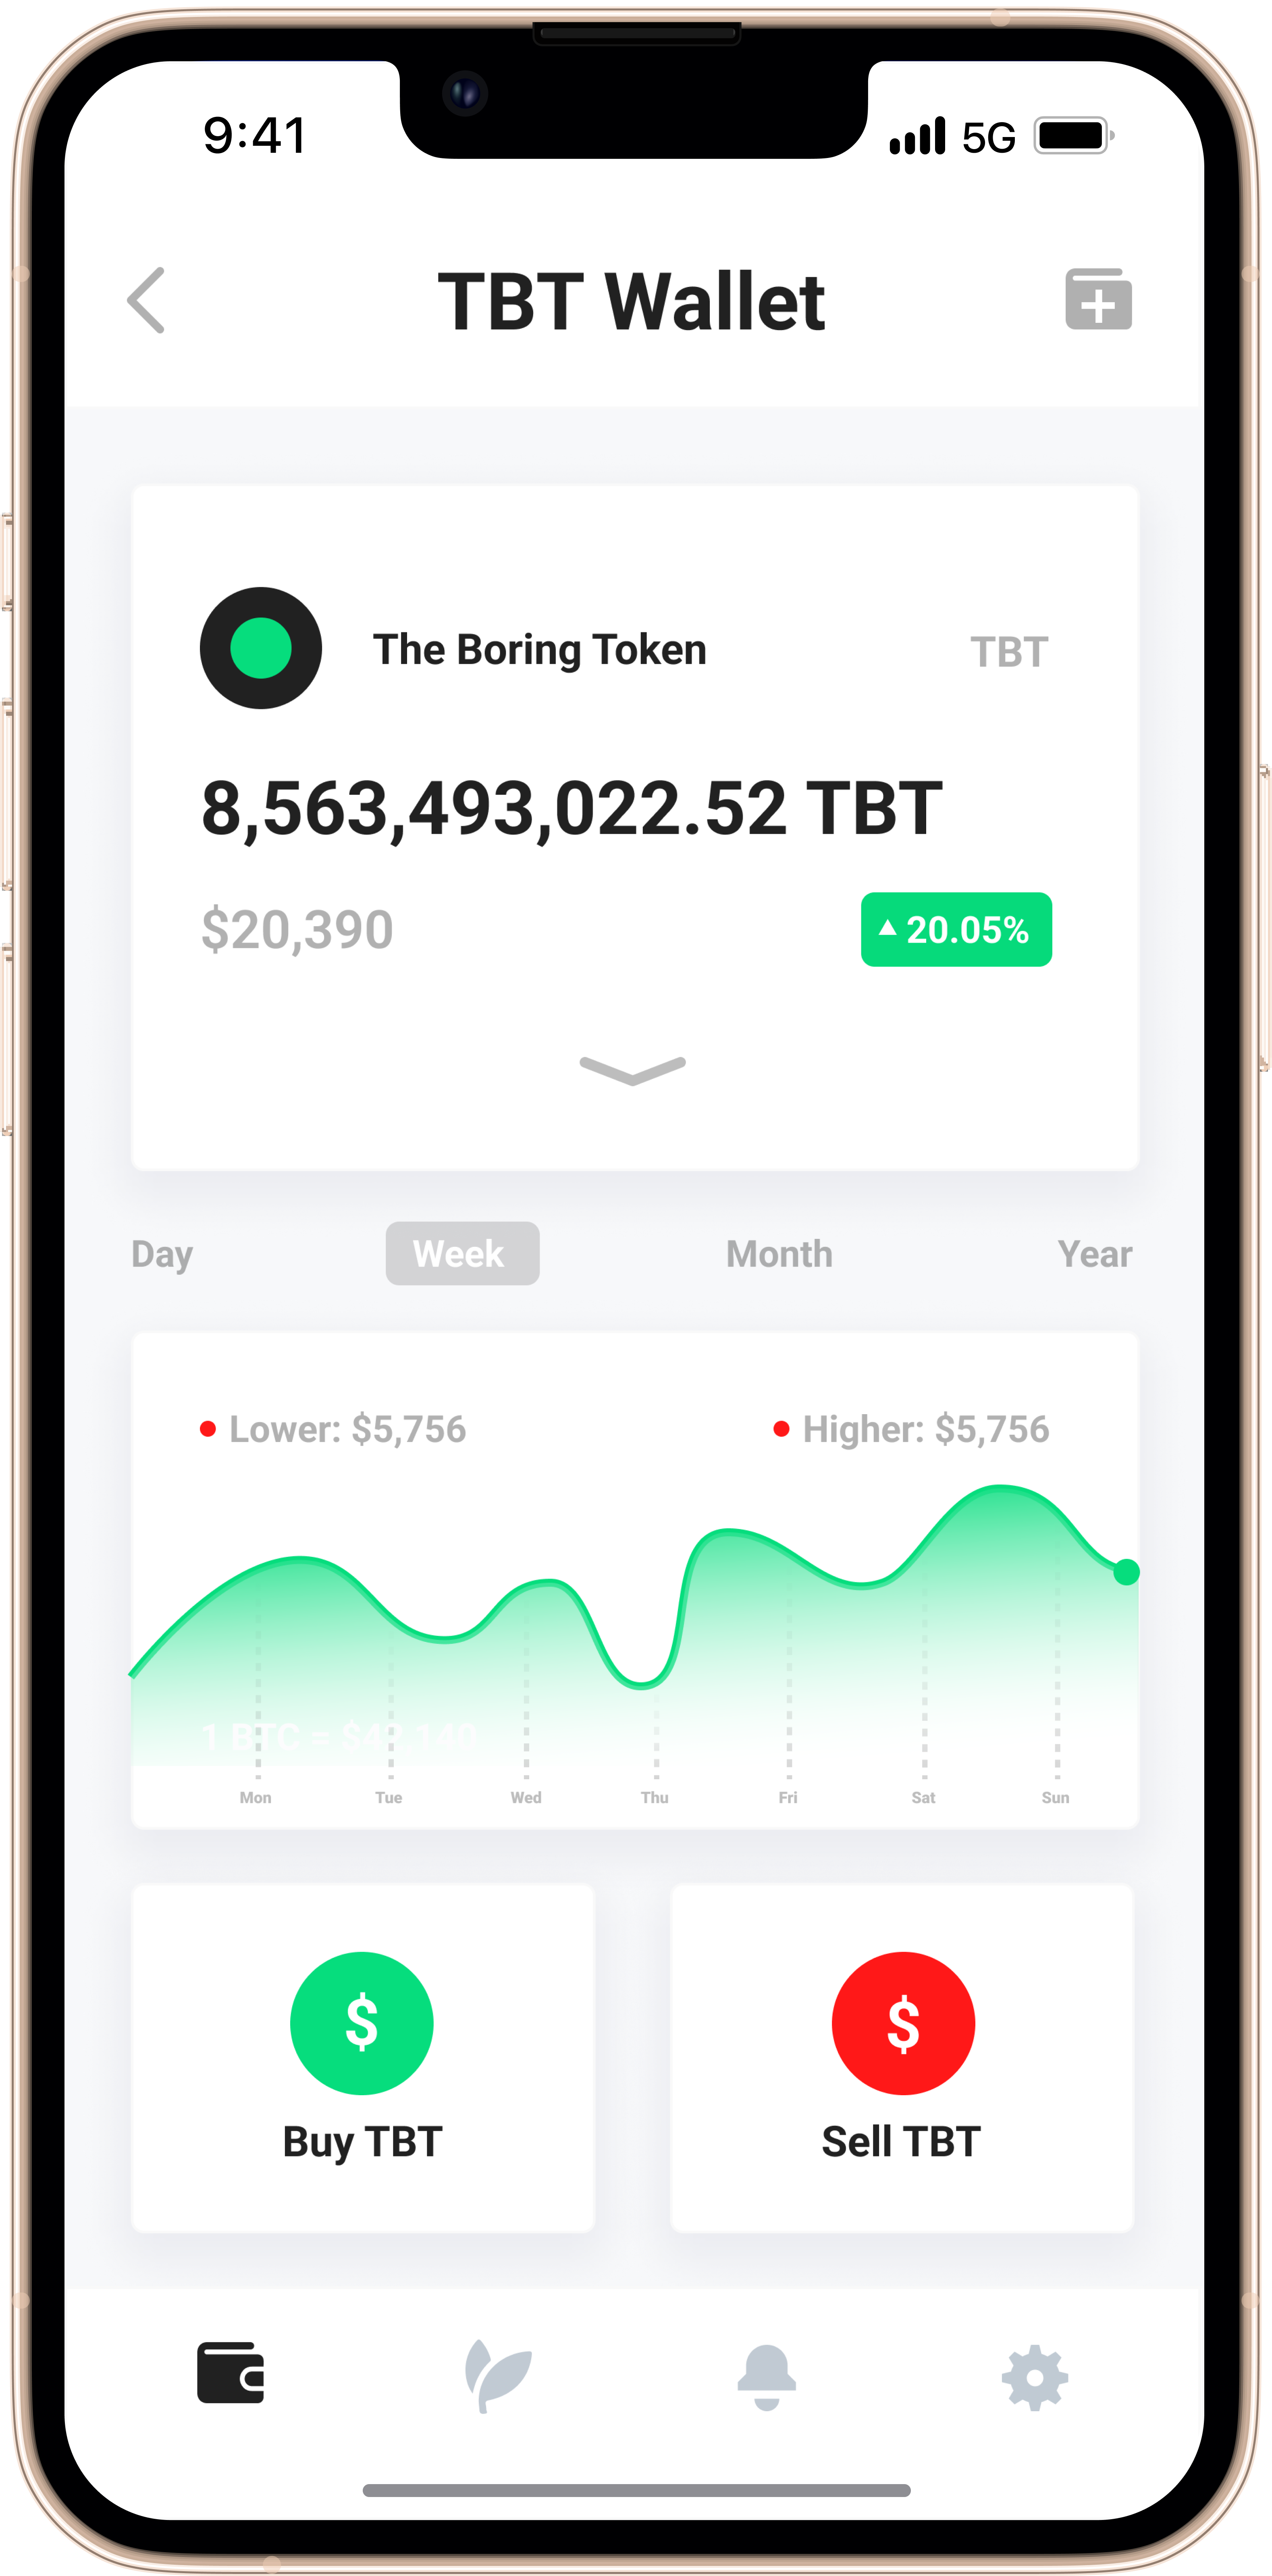 9:41 5G
TBT Wallet
The Boring Token TBT
8,563,493,022.52 TBT
$20,390 20.05%
Day Week Month Year
Lower: $5,756 Higher: $5,756
1 BTC = $42,140
Mon Tue Wed Thu Fri Sat Sun
$ $
Buy TBT Sell TBT